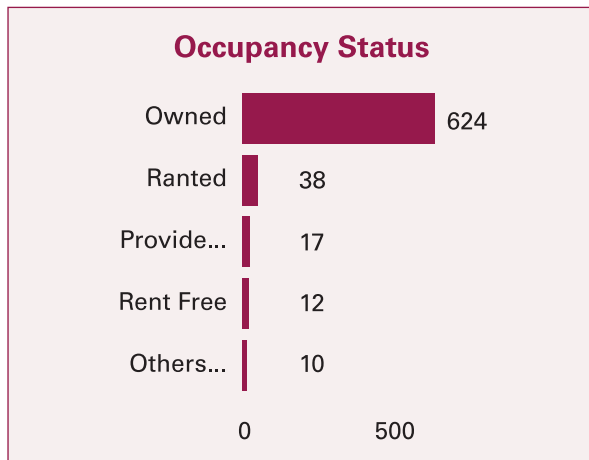 Occupancy Status
Owned 624
Ranted 38
Provide... 17
Rent Free 12
Others... 10
0 500